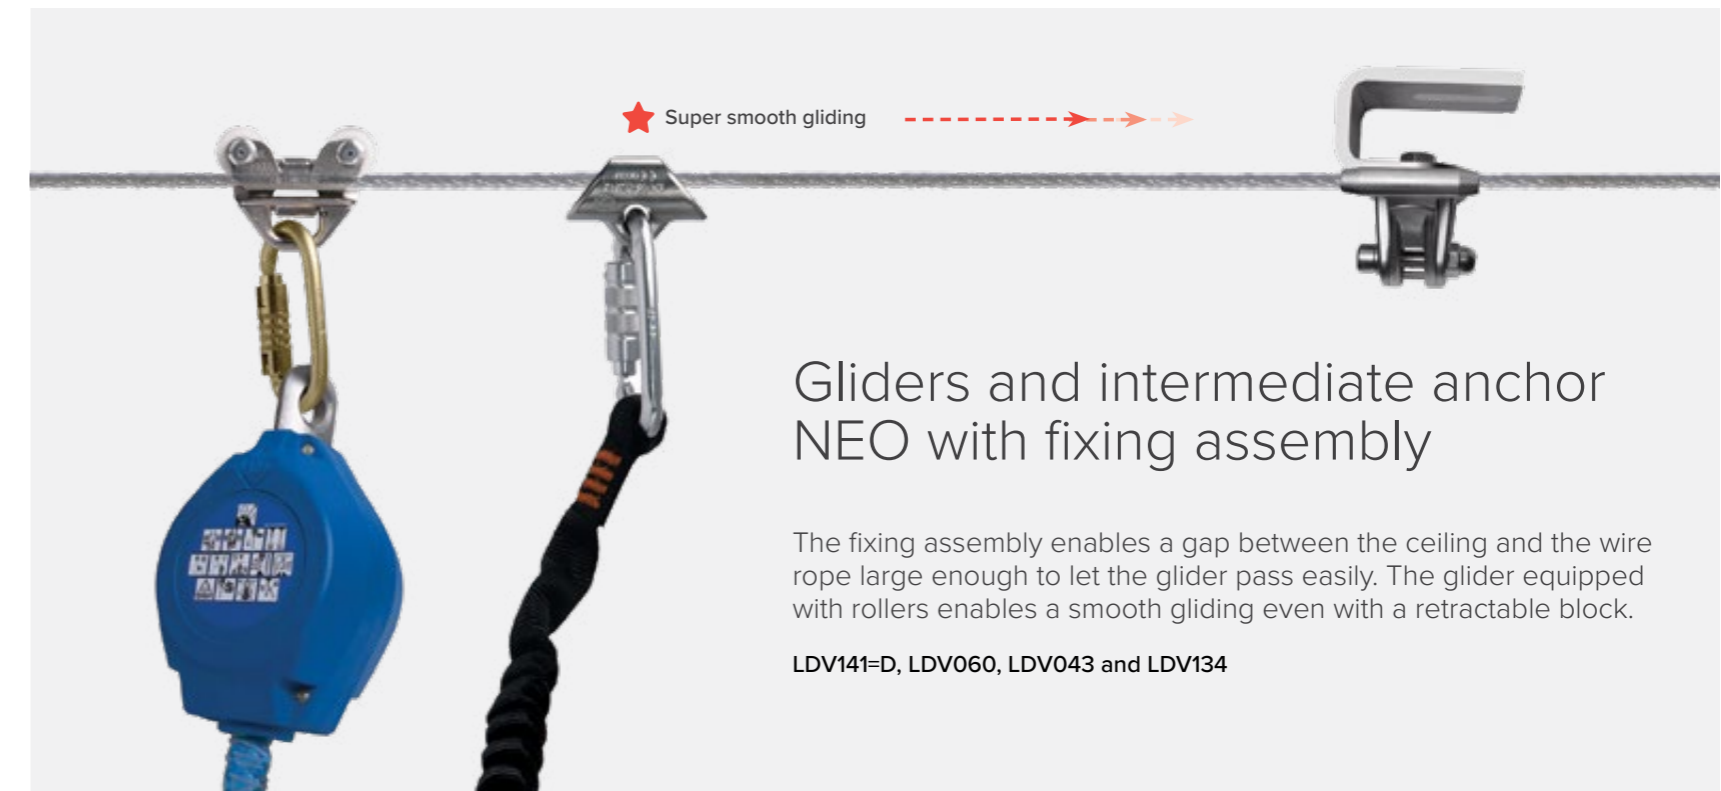 Super smooth gliding
Gliders and intermediate anchor
NEO with fixing assembly
The fixing assembly enables a gap between the ceiling and the wire
rope large enough to let the glider pass easily. The glider equipped
with rollers enables a smooth gliding even with a retractable block.
LDV141=D, LDV060, LDV043 and LDV134